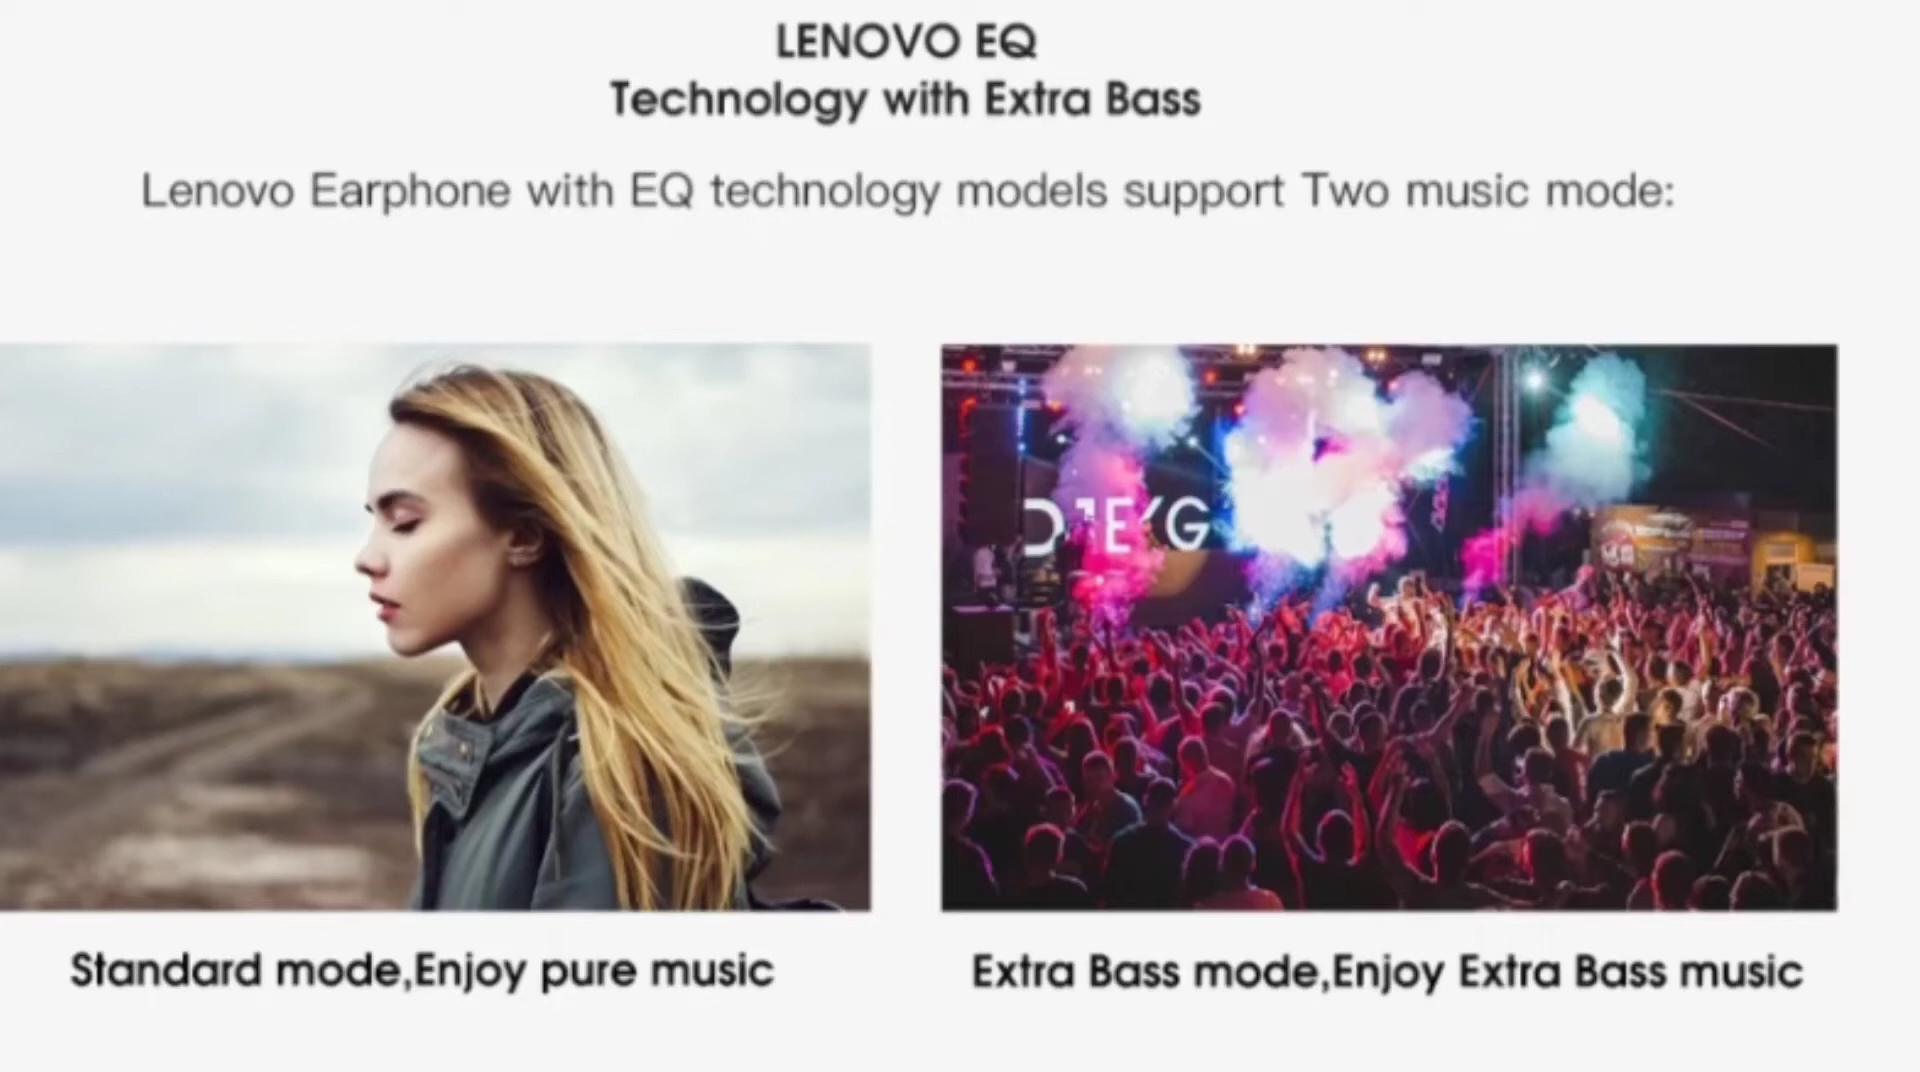 LENOVO EQ
Technology with Extra Bass
Lenovo Earphone with EQ technology models support Two music mode:
Standard mode,Enjoy pure music
Extra Bass mode,Enjoy Extra Bass music